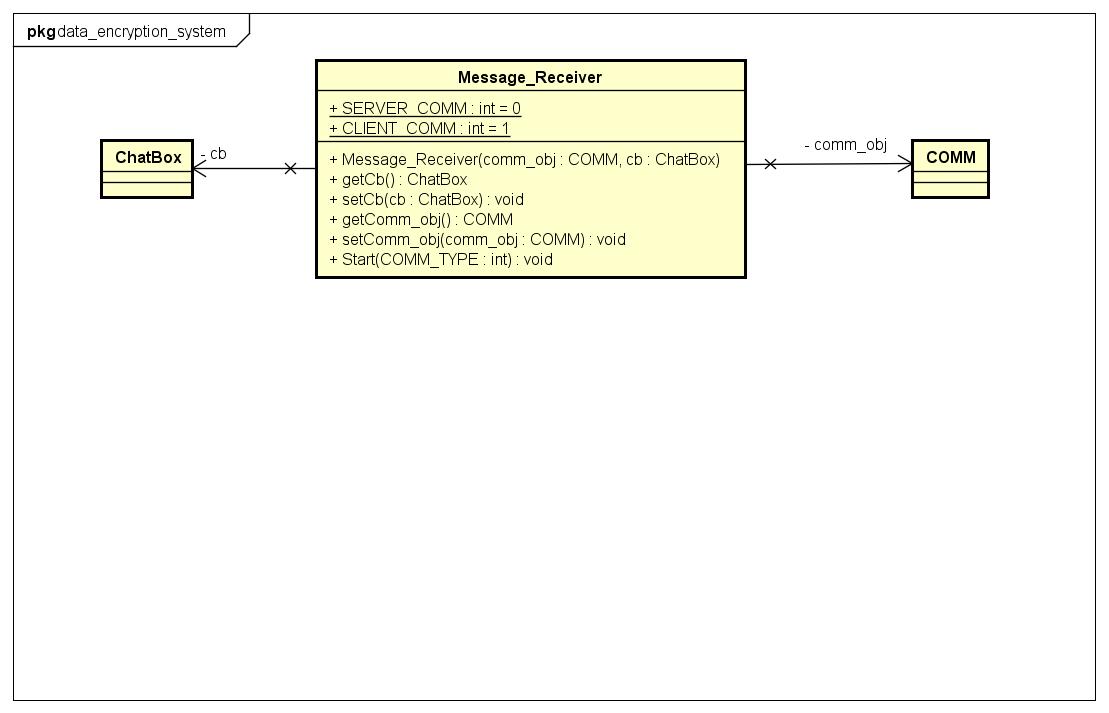 pkg data_encryption_system
Message_Receiver
+ SERVER_COMM : int = 0
+ CLIENT_COMM : int = 1
+ Message_Receiver(comm_obj : COMM, cb : ChatBox)
+ getCb() : ChatBox
+ setCb(cb : ChatBox) : void
+ getComm_obj() : COMM
+ setComm_obj(comm_obj : COMM) : void
+ Start(COMM_TYPE : int) : void
ChatBox
- cb
- comm_obj
COMM